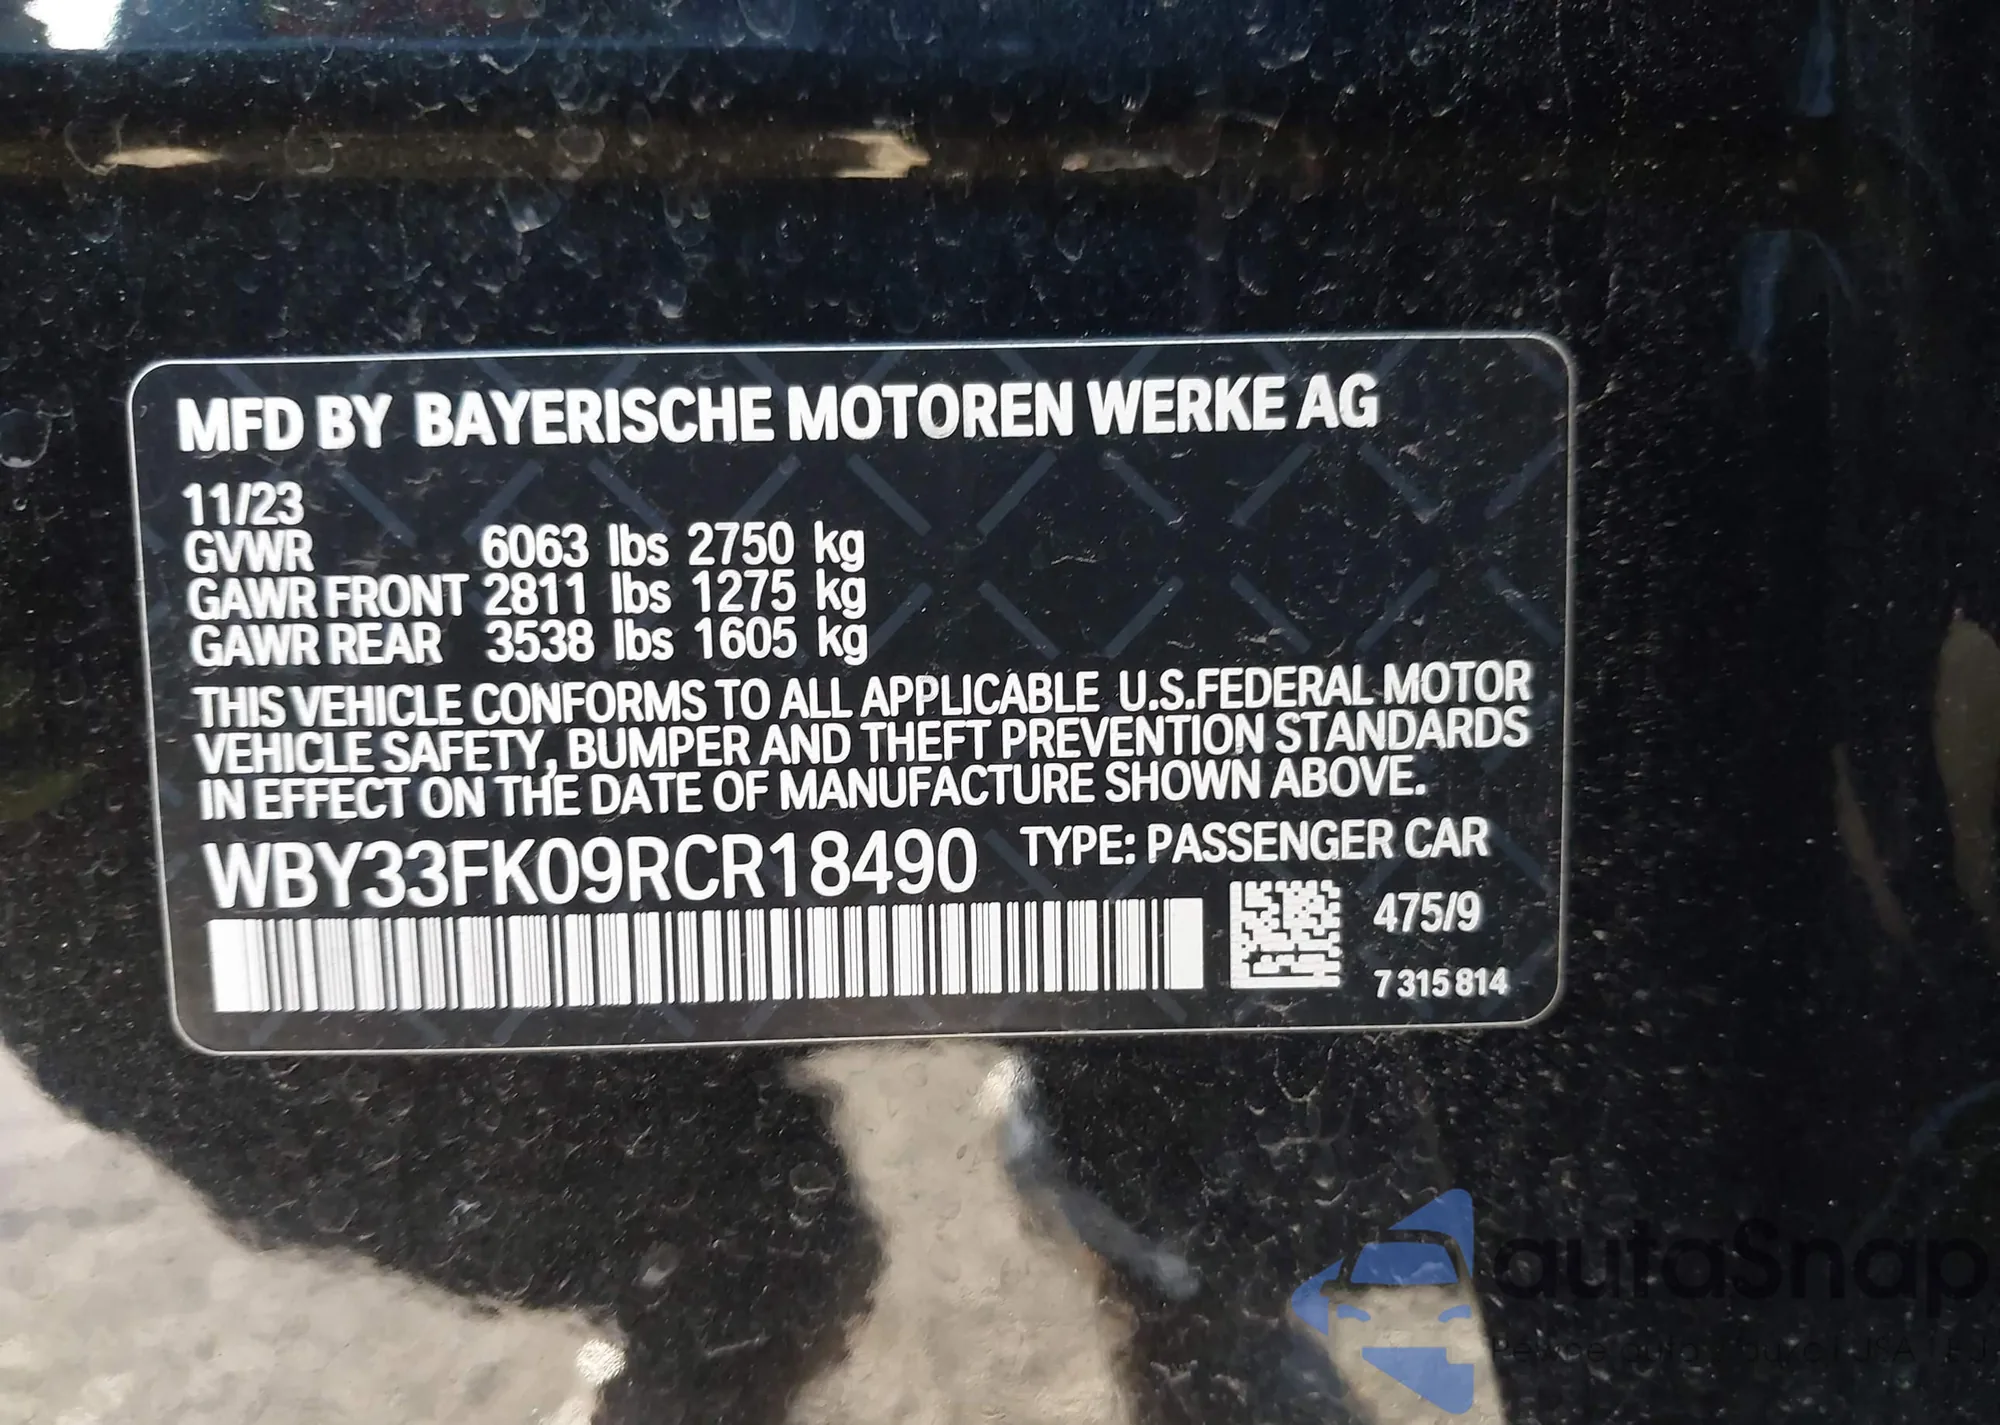 MFD BY BAYERISCHE MOTOREN WERKE AG
11/23
GVWR 6063 lbs 2750 kg
GAWR FRONT 2811 lbs 1275 kg
GAWR REAR 3538 lbs 1605 kg
THIS VEHICLE CONFORMS TO ALL APPLICABLE U.S.FEDERAL MOTOR
VEHICLE SAFETY, BUMPER AND THEFT PREVENTION STANDARDS
IN EFFECT ON THE DATE OF MANUFACTURE SHOWN ABOVE.
WBY33FK09RCR18490 TYPE: PASSENGER CAR
475/9
7 315 814
autaSnap